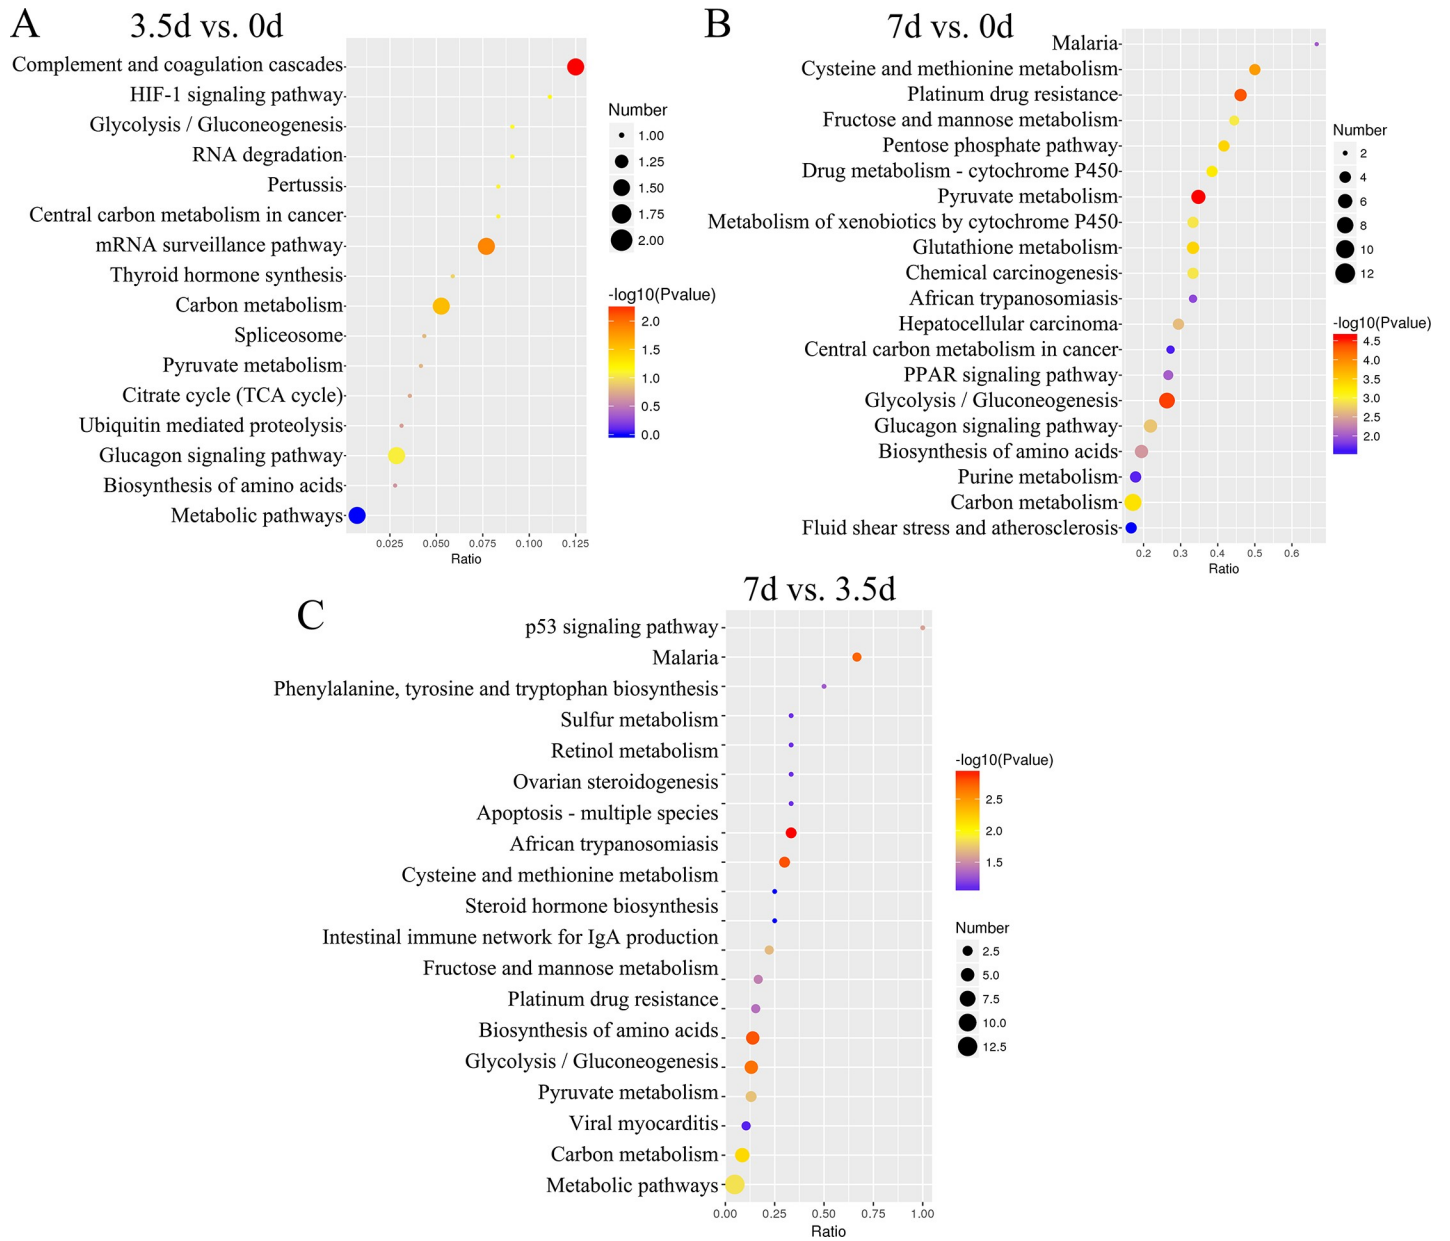 A
3.5d vs. 0d
Complement and coagulation cascades
HIF-1 signaling pathway
Glycolysis / Gluconeogenesis
RNA degradation
Pertussis
Central carbon metabolism in cancer
mRNA surveillance pathway
Thyroid hormone synthesis
Carbon metabolism
Spliceosome
Pyruvate metabolism
Citrate cycle (TCA cycle)
Ubiquitin mediated proteolysis
Glucagon signaling pathway
Biosynthesis of amino acids
Metabolic pathways
0.025 0.050 0.075 0.100 0.125
Ratio
Number
1.00
1.25
1.50
1.75
2.00
-log10(Pvalue)
2.0
1.5
1.0
0.5
0.0
B
7d vs. 0d
Malaria
Cysteine and methionine metabolism
Platinum drug resistance
Fructose and mannose metabolism
Pentose phosphate pathway
Drug metabolism - cytochrome P450
Pyruvate metabolism
Metabolism of xenobiotics by cytochrome P450
Glutathione metabolism
Chemical carcinogenesis
African trypanosomiasis
Hepatocellular carcinoma
Central carbon metabolism in cancer
PPAR signaling pathway
Glycolysis / Gluconeogenesis
Glucagon signaling pathway
Biosynthesis of amino acids
Purine metabolism
Carbon metabolism
Fluid shear stress and atherosclerosis
0.2 0.3 0.4 0.5 0.6
Ratio
Number
2
4
6
8
10
12
-log10(Pvalue)
4.5
4.0
3.5
3.0
2.5
2.0
C
7d vs. 3.5d
p53 signaling pathway
Malaria
Phenylalanine, tyrosine and tryptophan biosynthesis
Sulfur metabolism
Retinol metabolism
Ovarian steroidogenesis
Apoptosis - multiple species
African trypanosomiasis
Cysteine and methionine metabolism
Steroid hormone biosynthesis
Intestinal immune network for IgA production
Fructose and mannose metabolism
Platinum drug resistance
Biosynthesis of amino acids
Glycolysis / Gluconeogenesis
Pyruvate metabolism
Viral myocarditis
Carbon metabolism
Metabolic pathways
0.00 0.25 0.50 0.75 1.00
Ratio
-log10(Pvalue)
2.5
2.0
1.5
Number
2.5
5.0
7.5
10.0
12.5